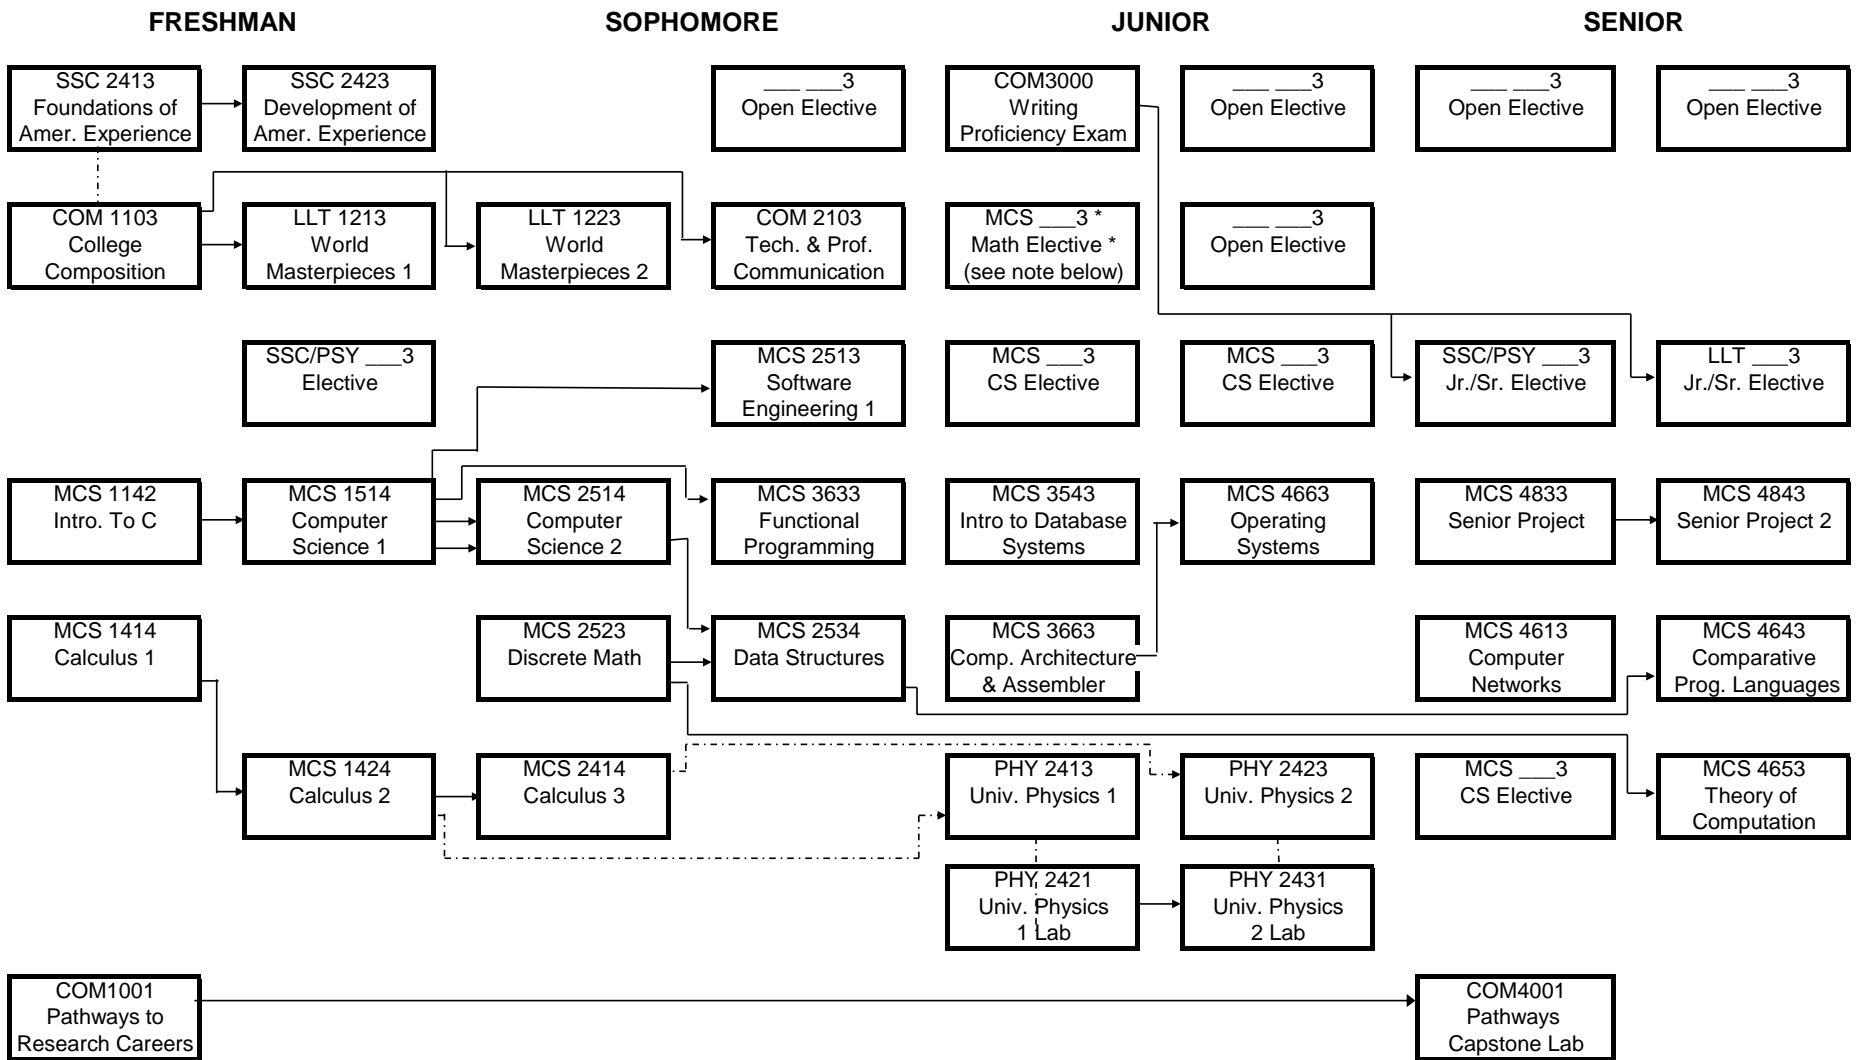 FRESHMAN SOPHOMORE JUNIOR SENIOR
SSC 2413
Foundations of
Amer. Experience
SSC 2423
Development of
Amer. Experience
___ ___3
Open Elective
COM3000
Writing
Proficiency Exam
___ ___3
Open Elective
___ ___3
Open Elective
___ ___3
Open Elective
COM 1103
College
Composition
LLT 1213
World
Masterpieces 1
LLT 1223
World
Masterpieces 2
COM 2103
Tech. & Prof.
Communication
MCS ___3 *
Math Elective *
(see note below)
___ ___3
Open Elective
SSC/PSY ___3
Elective
MCS 2513
Software
Engineering 1
MCS ___3
CS Elective
MCS ___3
CS Elective
SSC/PSY ___3
Jr./Sr. Elective
LLT ___3
Jr./Sr. Elective
MCS 1142
Intro. To C
MCS 1514
Computer
Science 1
MCS 2514
Computer
Science 2
MCS 3633
Functional
Programming
MCS 3543
Intro to Database
Systems
MCS 4663
Operating
Systems
MCS 4833
Senior Project
MCS 4843
Senior Project 2
MCS 1414
Calculus 1
MCS 2523
Discrete Math
MCS 2534
Data Structures
MCS 3663
Comp. Architecture
& Assembler
MCS 4613
Computer
Networks
MCS 4643
Comparative
Prog. Languages
MCS 1424
Calculus 2
MCS 2414
Calculus 3
PHY 2413
Univ. Physics 1
PHY 2423
Univ. Physics 2
MCS ___3
CS Elective
MCS 4653
Theory of
Computation
PHY 2421
Univ. Physics
1 Lab
PHY 2431
Univ. Physics
2 Lab
COM1001
Pathways to
Research Careers
COM4001
Pathways
Capstone Lab